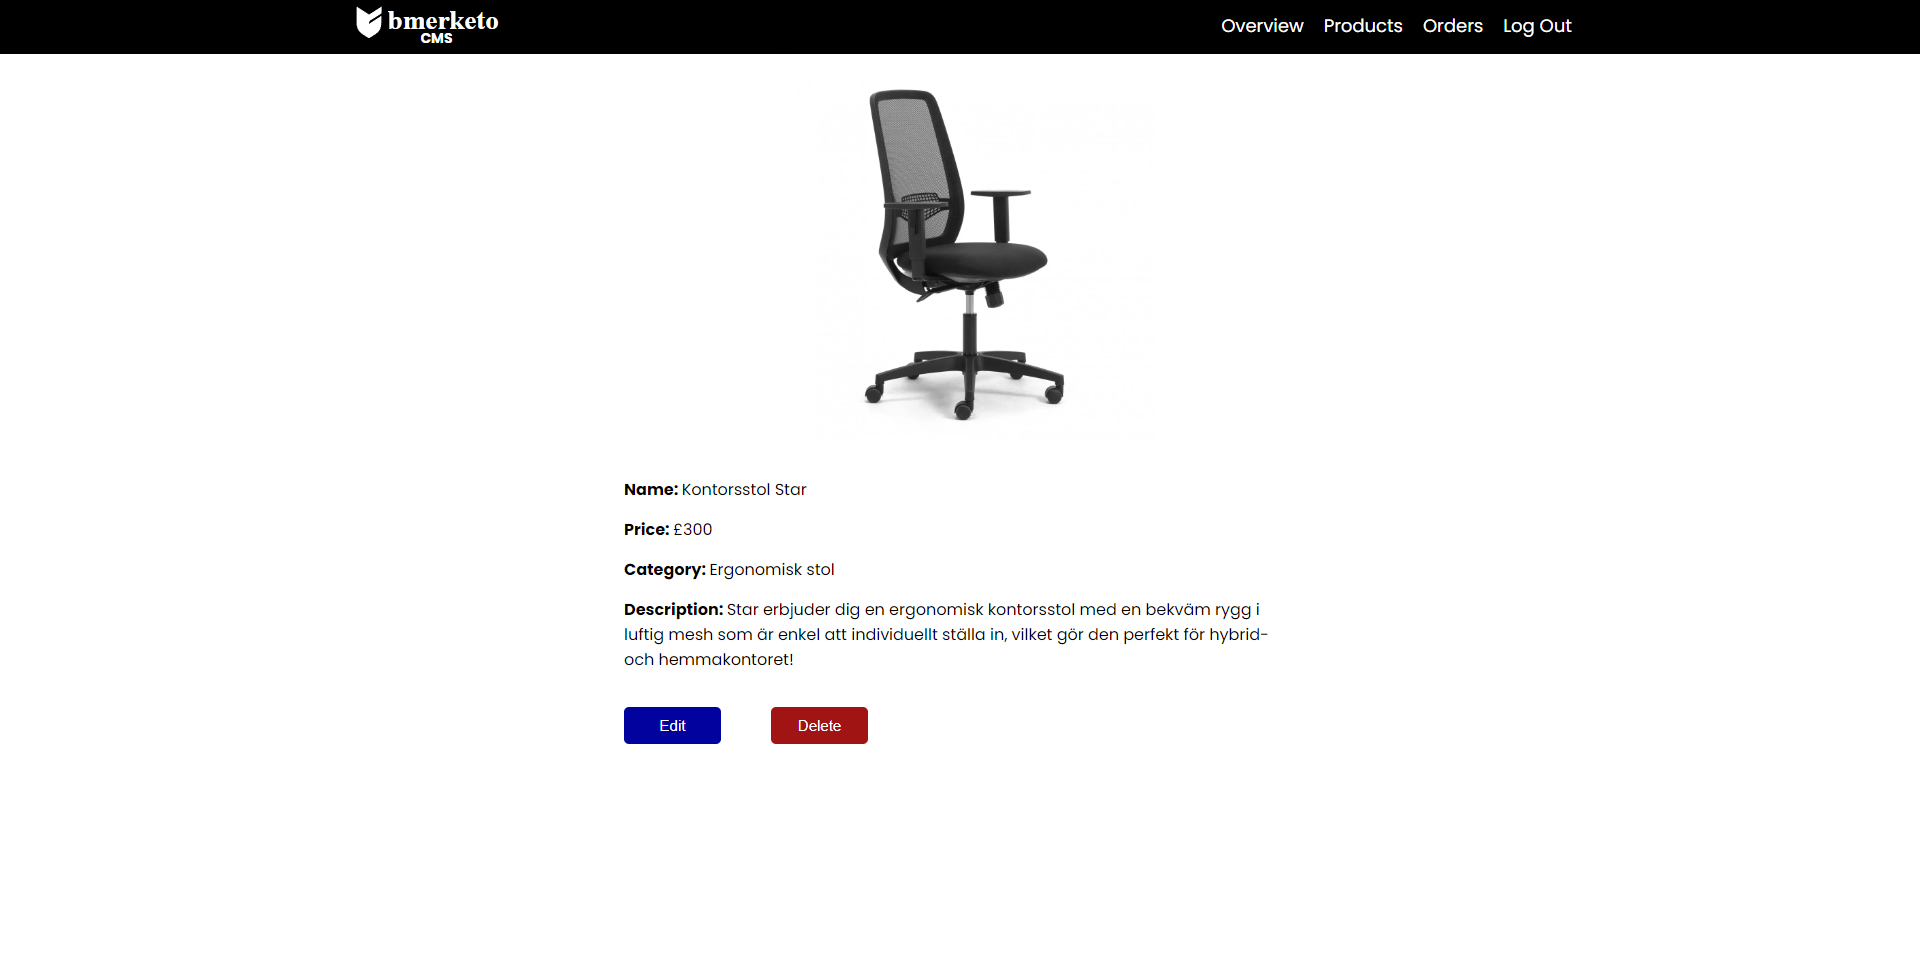 bmerketo
CMS
Overview Products Orders Log Out
Name: Kontorsstol Star
Price: £300
Category: Ergonomisk stol
Description: Star erbjuder dig en ergonomisk kontorsstol med en bekväm rygg i
luftig mesh som är enkel att individuellt ställa in, vilket gör den perfekt för hybrid-
och hemmakontoret!
Edit Delete